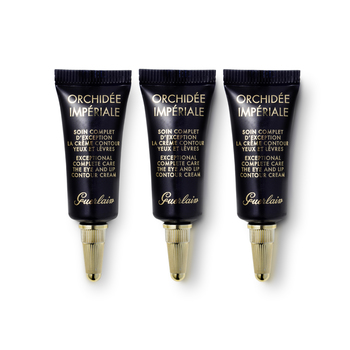 ORCHIDÉE
IMPÉRIALE
SOIN COMPLET
D'EXCEPTION
LA CRÈME CONTOUR
YEUX ET LÈVRES
EXCEPTIONAL
COMPLETE CARE
THE EYE AND LIP
CONTOUR CREAM
Guerlain
ORCHIDÉE
IMPÉRIALE
SOIN COMPLET
D'EXCEPTION
LA CRÈME CONTOUR
YEUX ET LÈVRES
EXCEPTIONAL
COMPLETE CARE
THE EYE AND LIP
CONTOUR CREAM
Guerlain
ORCHIDÉE
IMPÉRIALE
SOIN COMPLET
D'EXCEPTION
LA CRÈME CONTOUR
YEUX ET LÈVRES
EXCEPTIONAL
COMPLETE CARE
THE EYE AND LIP
CONTOUR CREAM
Guerlain